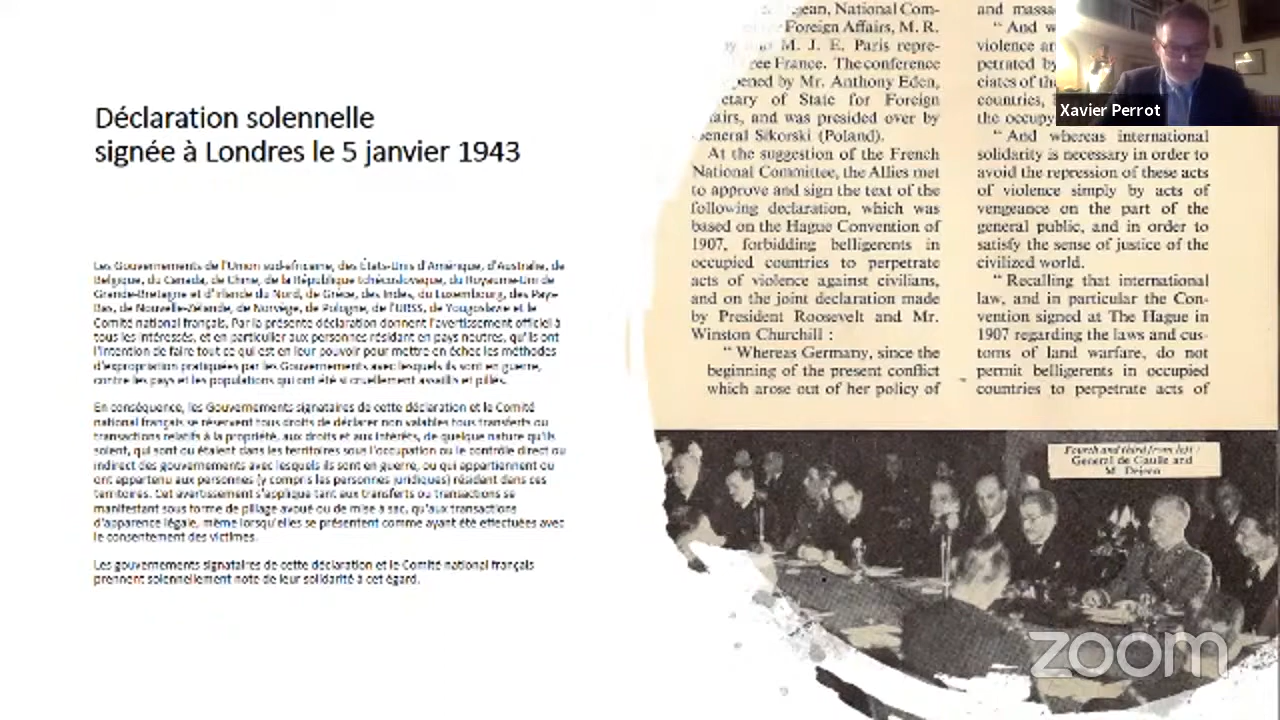 Déclaration solennelle
signée à Londres le 5 janvier 1943
Les Gouvernements de l'Union sud-africaine, des États-Unis d'Amérique, d'Australie, de
Belgique, du Canada, de Chine, de la République tchécoslovaque, du Royaume-Uni de
Grande-Bretagne et d'Irlande du Nord, de Grèce, des Indes, du Luxembourg, des Pays-
Bas, de Nouvelle-Zélande, de Norvège, de Pologne, de l'URSS, de Yougoslavie et le
Comité national français. Par la présente déclaration donnent l'avertissement officiel à
tous les intéressés, et en particulier aux personnes résidant en pays neutres, qu'ils ont
l'intention de faire tout ce qui est en leur pouvoir pour mettre en échec les méthodes
d'expropriation pratiquées par les Gouvernements avec lesquels ils sont en guerre,
contre les pays et les populations qui ont été si cruellement assaillis et pillés.
En conséquence, les Gouvernements signataires de cette déclaration et le Comité
national français se réservent tous droits de déclarer non valables tous transferts ou
transactions relatifs à la propriété, aux droits et aux intérêts, de quelque nature qu'ils
soient, qui sont ou étaient dans les territoires sous l'occupation ou le contrôle direct ou
indirect des gouvernements avec lesquels ils sont en guerre, ou qui appartiennent ou
ont appartenu aux personnes (y compris les personnes juridiques) résidant dans ces
territoires. Cet avertissement s'applique tant aux transferts ou transactions se
manifestant sous forme de pillage avoué ou de mise à sac, qu'aux transactions
d'apparence légale, même lorsqu'elles se présentent comme ayant été effectuées avec
le consentement des victimes.
Les gouvernements signataires de cette déclaration et le Comité national français
prennent solennellement note de leur solidarité à cet égard.
National Com-
Foreign Affairs, M. R.
M. J. E. Paris repre-
France. The conference
by Mr. Anthony Eden,
of State for Foreign
and was presided over by
General Sikorski (Poland).
At the suggestion of the French
National Committee, the Allies met
to approve and sign the text of the
following declaration, which was
based on the Hague Convention of
1907, forbidding belligerents in
occupied countries to perpetrate
acts of violence against civilians,
and on the joint declaration made
by President Roosevelt and Mr.
Winston Churchill :
" Whereas Germany, since the
beginning of the present conflict
which arose out of her policy of
and
" And
violence
petrated by
ciates of
countries,
the
" And whereas international
solidarity is necessary in order to
avoid the repression of these acts
of violence simply by acts of
vengeance on the part of the
general public, and in order to
satisfy the sense of justice of the
civilized world.
" Recalling that international
law, and in particular the Con-
vention signed at The Hague in
1907 regarding the laws and cus-
toms of land warfare, do not
permit belligerents in occupied
countries to perpetrate acts of
Fourth and third from left :
General de Gaulle and
M. Dejean
Xavier Perrot
zoom